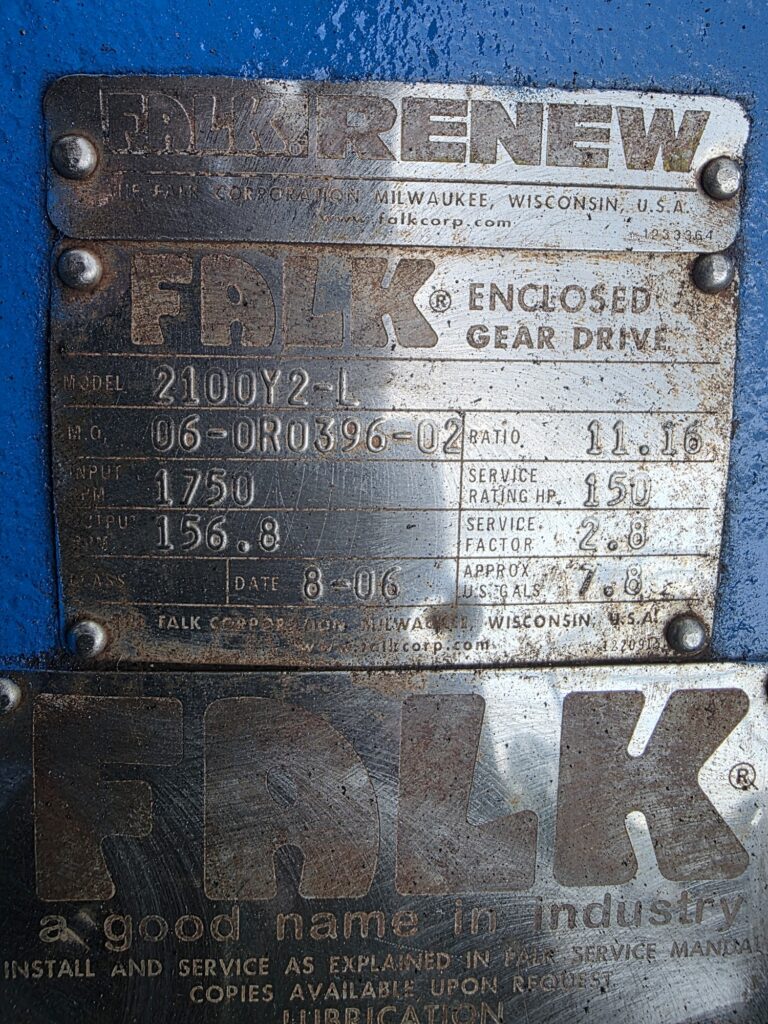 FALK RENEW
FALK CORPORATION MILWAUKEE, WISCONSIN, U.S.A.
www.falkcorp.com
1233364
FALK® ENCLOSED
GEAR DRIVE
MODEL 2100Y2-L
M.O. 06-0R0396-02 RATIO 11.16
INPUT RPM 1750 SERVICE RATING HP. 150
OUTPUT RPM 156.8 SERVICE FACTOR 2.8
CLASS DATE 8-06 APPROX U.S. GALS 7.8
FALK CORPORATION, MILWAUKEE, WISCONSIN, U.S.A.
www.falkcorp.com
FALK®
a good name in industry
INSTALL AND SERVICE AS EXPLAINED IN FALK SERVICE MANUAL
COPIES AVAILABLE UPON REQUEST
LUBRICATION